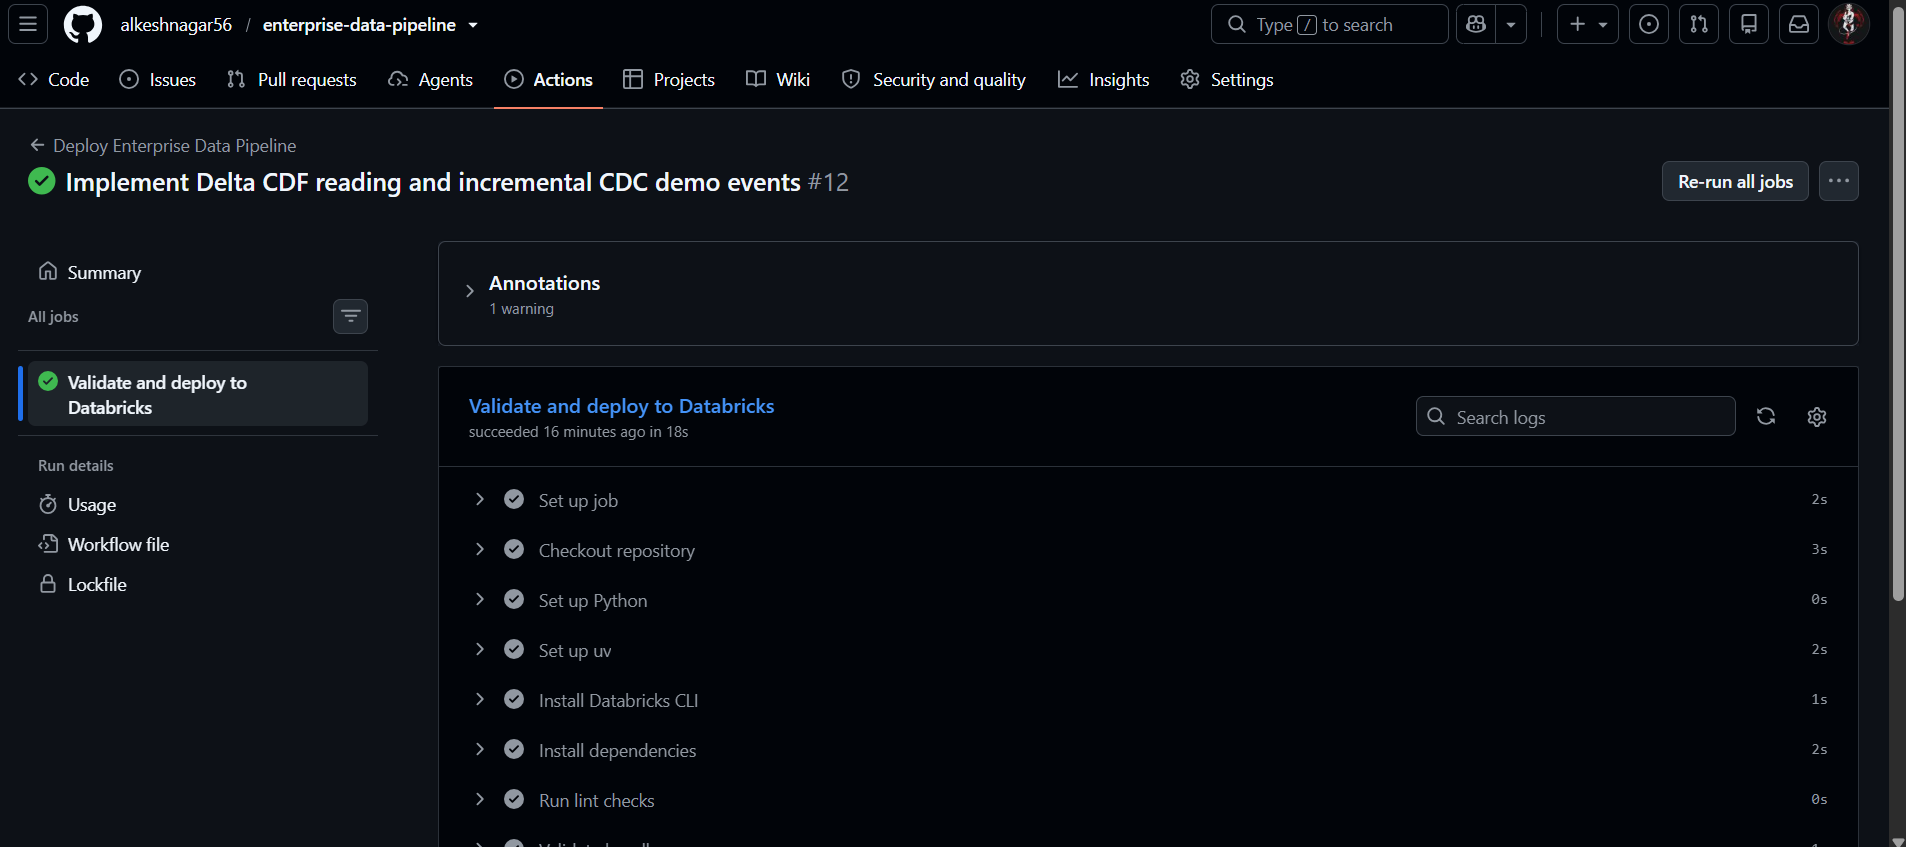 alkeshnagar56 / enterprise-data-pipeline
Type / to search
Code
Issues
Pull requests
Agents
Actions
Projects
Wiki
Security and quality
Insights
Settings
Deploy Enterprise Data Pipeline
Implement Delta CDF reading and incremental CDC demo events #12
Re-run all jobs
Summary
All jobs
Validate and deploy to
Databricks
Run details
Usage
Workflow file
Lockfile
Annotations
1 warning
Validate and deploy to Databricks
succeeded 16 minutes ago in 18s
Search logs
Set up job 2s
Checkout repository 3s
Set up Python 0s
Set up uv 2s
Install Databricks CLI 1s
Install dependencies 2s
Run lint checks 0s